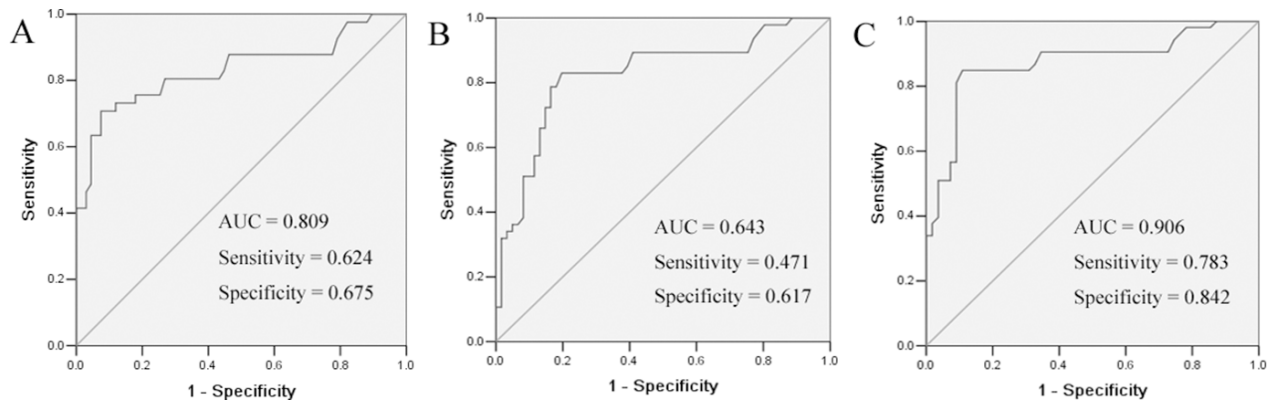 A
1.0
0.8
0.6
0.4
0.2
0.0
Sensitivity
AUC = 0.809
Sensitivity = 0.624
Specificity = 0.675
0.0 0.2 0.4 0.6 0.8 1.0
1 - Specificity
B
1.0
0.8
0.6
0.4
0.2
0.0
Sensitivity
AUC = 0.643
Sensitivity = 0.471
Specificity = 0.617
0.0 0.2 0.4 0.6 0.8 1.0
1 - Specificity
C
1.0
0.8
0.6
0.4
0.2
0.0
Sensitivity
AUC = 0.906
Sensitivity = 0.783
Specificity = 0.842
0.0 0.2 0.4 0.6 0.8 1.0
1 - Specificity